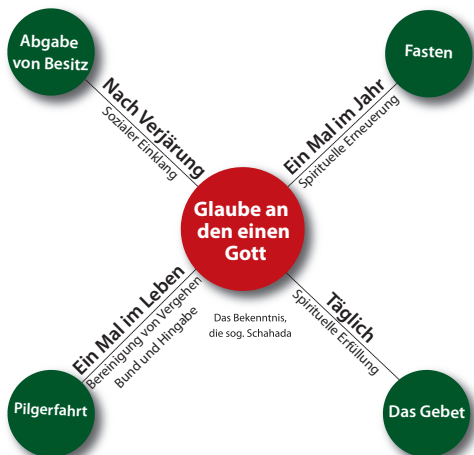 Abgabe
von Besitz
Fasten
Nach Verjärung
Sozialer Einklang
Ein Mal im Jahr
Spirituelle Erneuerung
Glaube an
den einen
Gott
Das Bekenntnis,
die sog. Schahada
Ein Mal im Leben
Bereinigung von Vergehen
Bund und Hingabe
Täglich
Spirituelle Erfüllung
Pilgerfahrt
Das Gebet